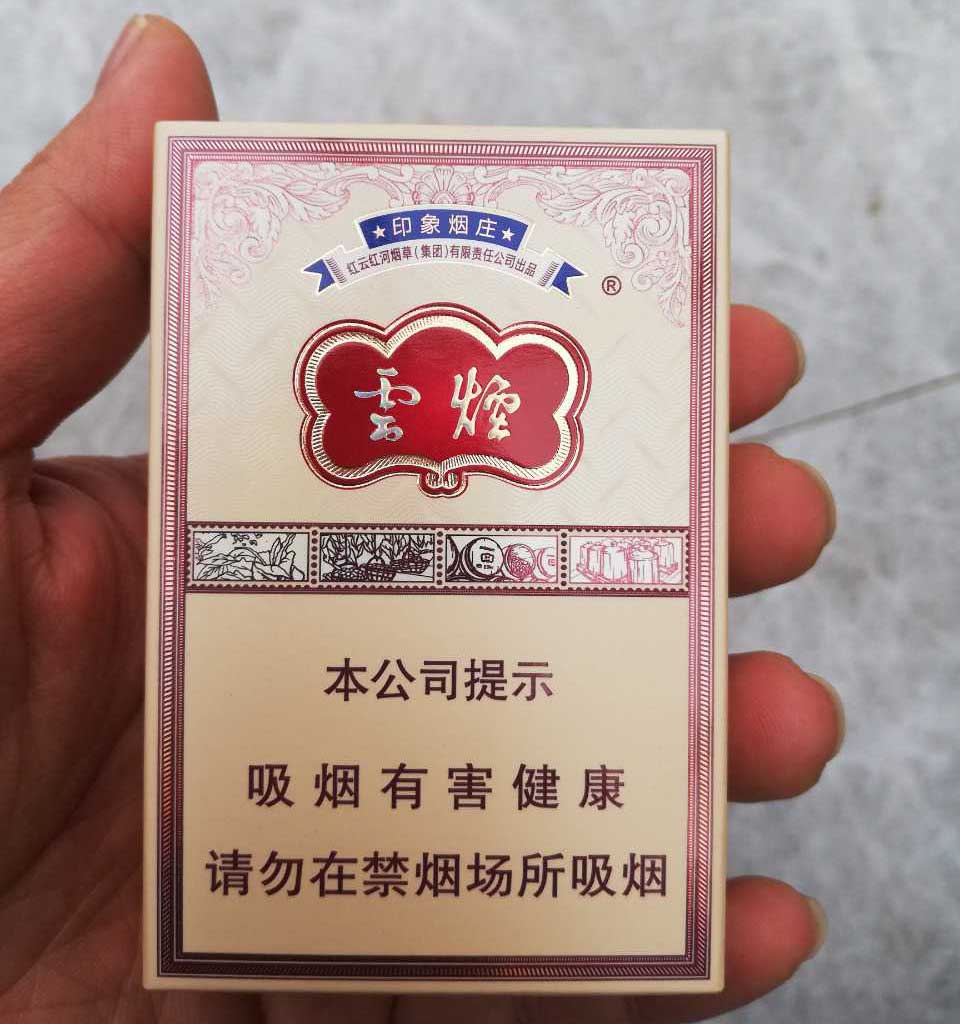 ★印象烟庄★
红云红河烟草(集团)有限责任公司出品
®
雲煙
本公司提示
吸烟有害健康
请勿在禁烟场所吸烟